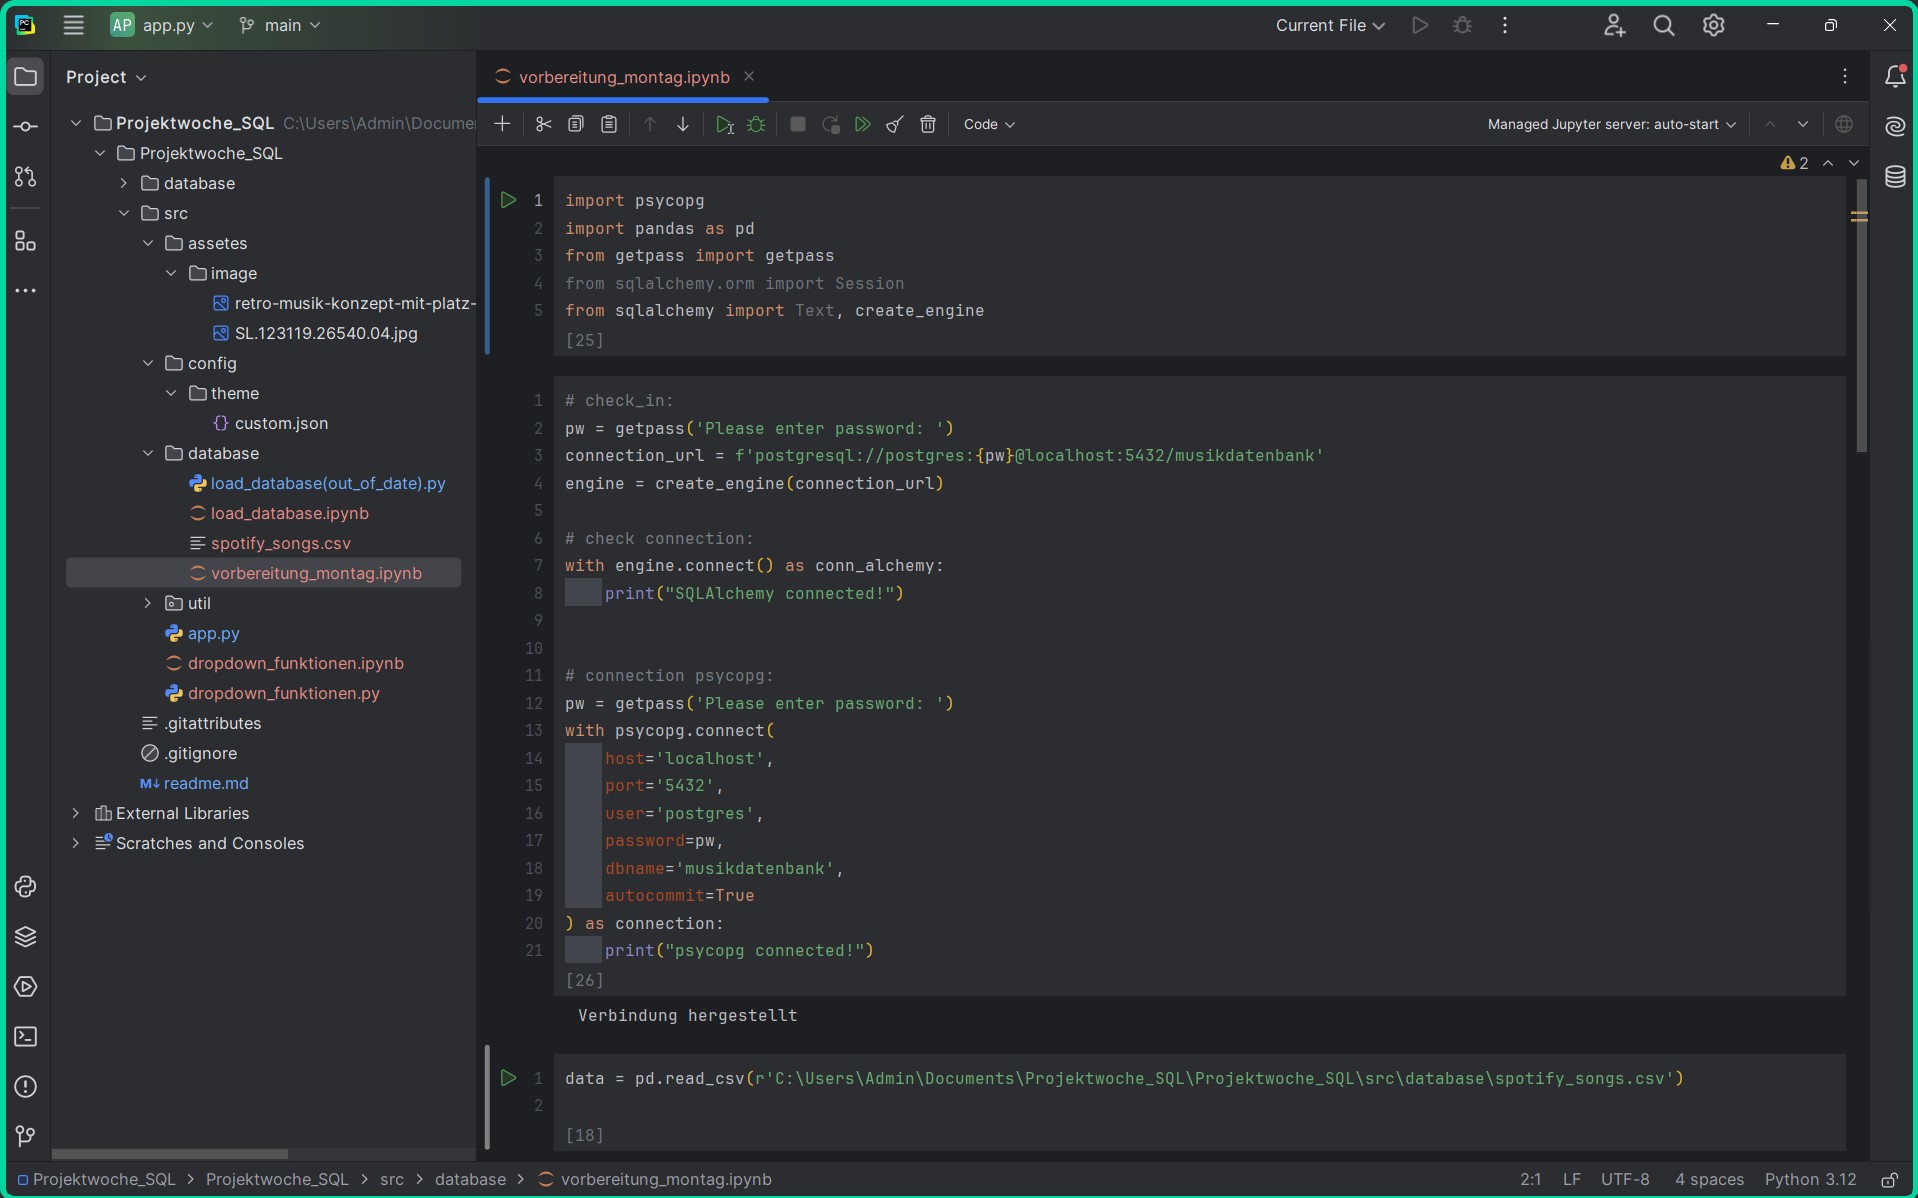 PC
AP app.py
main
Current File
Project
vorbereitung_montag.ipynb
Code
Managed Jupyter server: auto-start
2
Projektwoche_SQL C:\Users\Admin\Docume
Projektwoche_SQL
database
src
assetes
image
retro-musik-konzept-mit-platz-
SL.123119.26540.04.jpg
config
theme
{} custom.json
database
load_database(out_of_date).py
load_database.ipynb
spotify_songs.csv
vorbereitung_montag.ipynb
util
app.py
dropdown_funktionen.ipynb
dropdown_funktionen.py
.gitattributes
.gitignore
M↓ readme.md
External Libraries
Scratches and Consoles
1 import psycopg
2 import pandas as pd
3 from getpass import getpass
4 from sqlalchemy.orm import Session
5 from sqlalchemy import Text, create_engine
[25]
1 # check_in:
2 pw = getpass('Please enter password: ')
3 connection_url = f'postgresql://postgres:{pw}@localhost:5432/musikdatenbank'
4 engine = create_engine(connection_url)
5
6 # check connection:
7 with engine.connect() as conn_alchemy:
8 print("SQLAlchemy connected!")
9
10
11 # connection psycopg:
12 pw = getpass('Please enter password: ')
13 with psycopg.connect(
14 host='localhost',
15 port='5432',
16 user='postgres',
17 password=pw,
18 dbname='musikdatenbank',
19 autocommit=True
20 ) as connection:
21 print("psycopg connected!")
[26]
Verbindung hergestellt
1 data = pd.read_csv(r'C:\Users\Admin\Documents\Projektwoche_SQL\Projektwoche_SQL\src\database\spotify_songs.csv')
2
[18]
Projektwoche_SQL > Projektwoche_SQL > src > database > vorbereitung_montag.ipynb
2:1 LF UTF-8 4 spaces Python 3.12